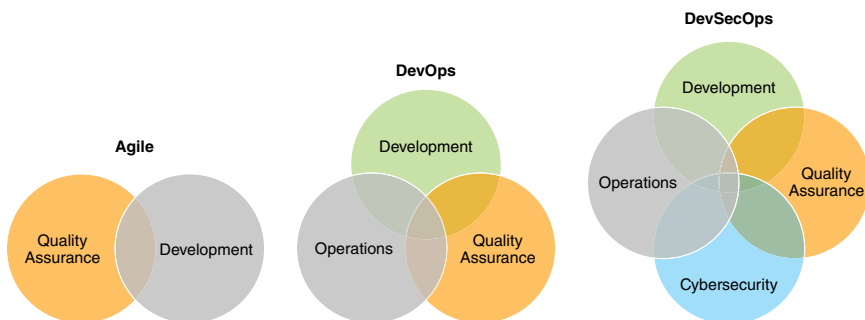 Agile
Quality
Assurance
Development
DevOps
Development
Operations
Quality
Assurance
DevSecOps
Development
Operations
Quality
Assurance
Cybersecurity